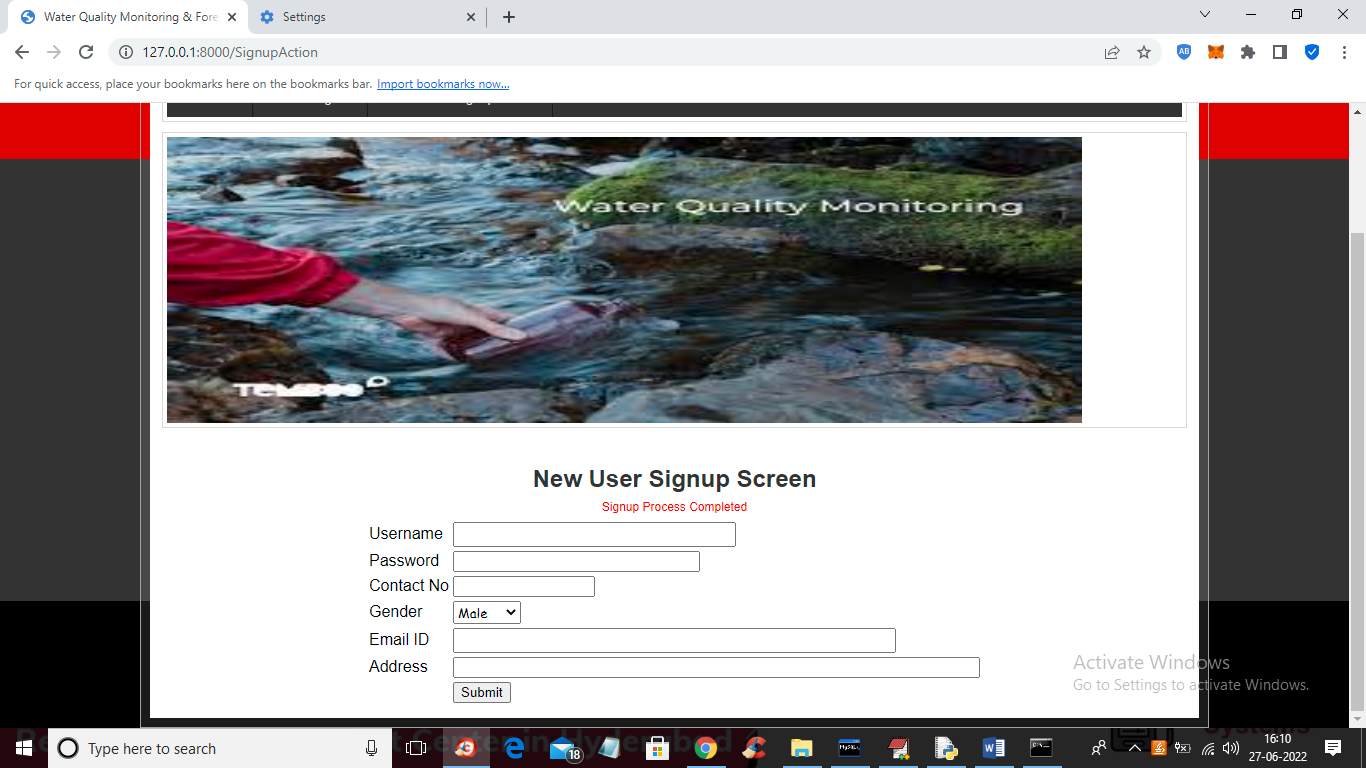 Water Quality Monitoring & Fore
Settings
127.0.0.1:8000/SignupAction
For quick access, place your bookmarks here on the bookmarks bar. Import bookmarks now...
Water Quality Monitoring
New User Signup Screen
Signup Process Completed
Username
Password
Contact No
Gender
Male
Email ID
Address
Submit
Activate Windows
Go to Settings to activate Windows.
Type here to search
18
16:10
27-06-2022